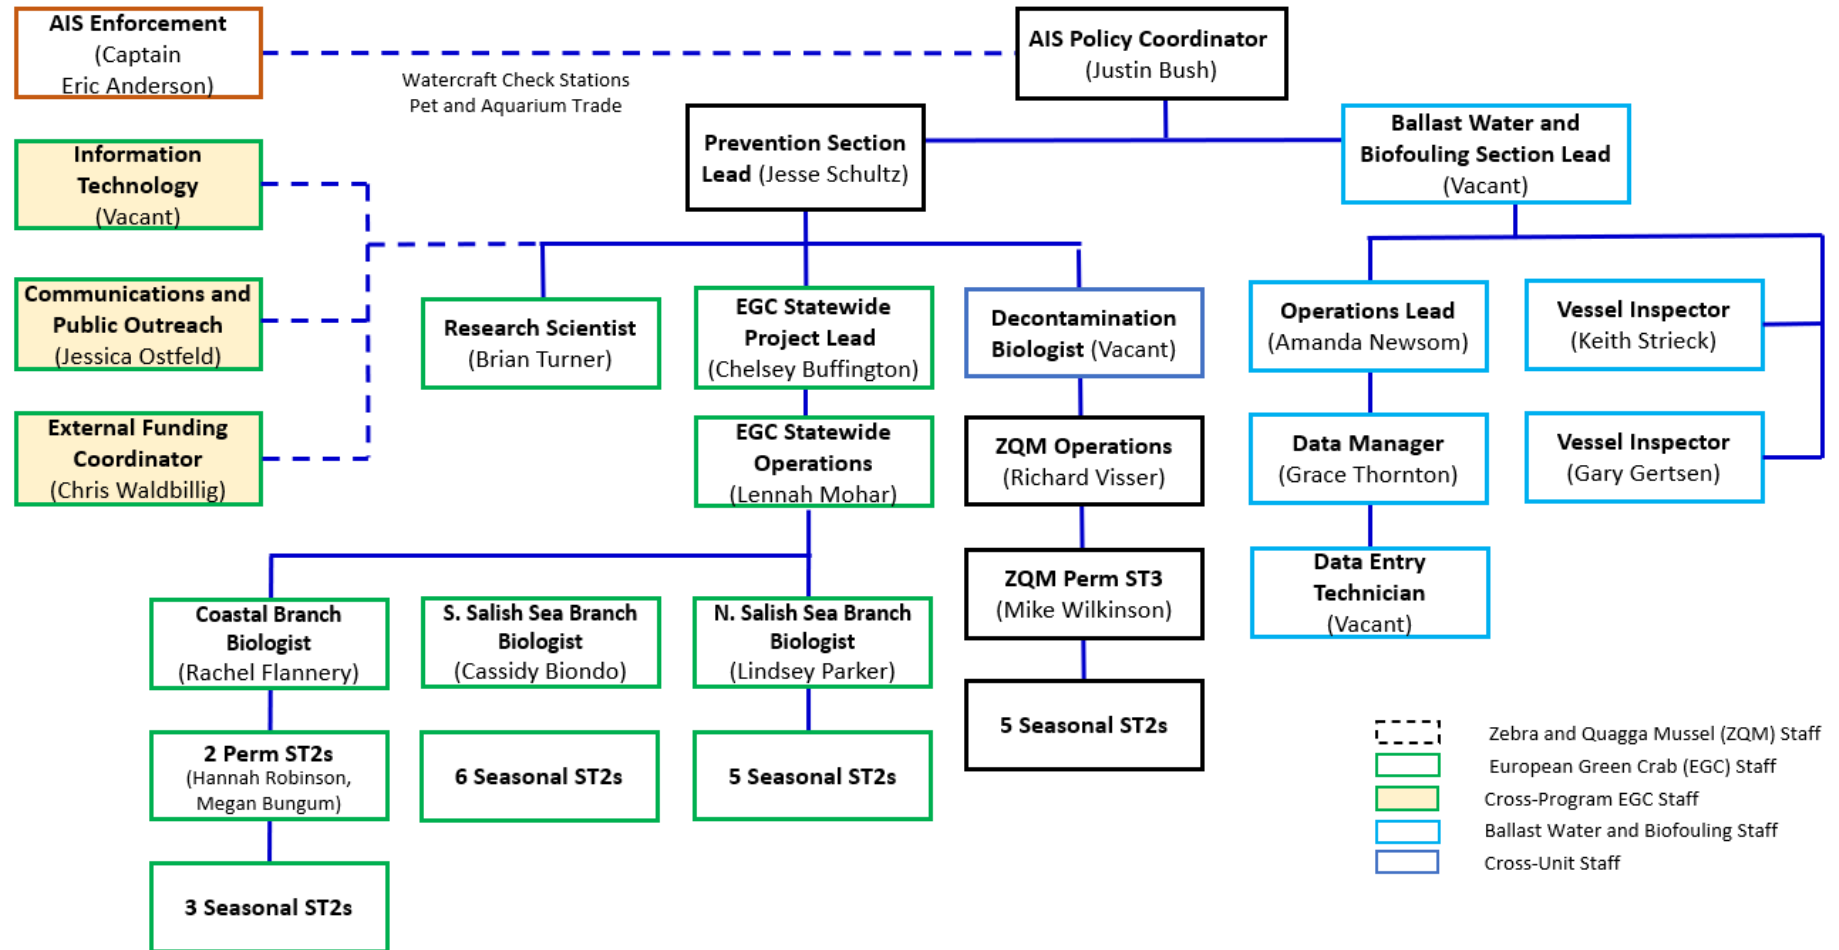 AIS Enforcement
(Captain
Eric Anderson)
AIS Policy Coordinator
(Justin Bush)
Watercraft Check Stations
Pet and Aquarium Trade
Information
Technology
(Vacant)
Prevention Section
Lead (Jesse Schultz)
Ballast Water and
Biofouling Section Lead
(Vacant)
Communications and
Public Outreach
(Jessica Ostfeld)
Research Scientist
(Brian Turner)
EGC Statewide
Project Lead
(Chelsey Buffington)
Decontamination
Biologist (Vacant)
Operations Lead
(Amanda Newsom)
Vessel Inspector
(Keith Strieck)
External Funding
Coordinator
(Chris Waldbillig)
EGC Statewide
Operations
(Lennah Mohar)
ZQM Operations
(Richard Visser)
Data Manager
(Grace Thornton)
Vessel Inspector
(Gary Gertsen)
Coastal Branch
Biologist
(Rachel Flannery)
S. Salish Sea Branch
Biologist
(Cassidy Biondo)
N. Salish Sea Branch
Biologist
(Lindsey Parker)
ZQM Perm ST3
(Mike Wilkinson)
Data Entry
Technician
(Vacant)
2 Perm ST2s
(Hannah Robinson,
Megan Bungum)
6 Seasonal ST2s
5 Seasonal ST2s
5 Seasonal ST2s
3 Seasonal ST2s
Zebra and Quagga Mussel (ZQM) Staff
European Green Crab (EGC) Staff
Cross-Program EGC Staff
Ballast Water and Biofouling Staff
Cross-Unit Staff